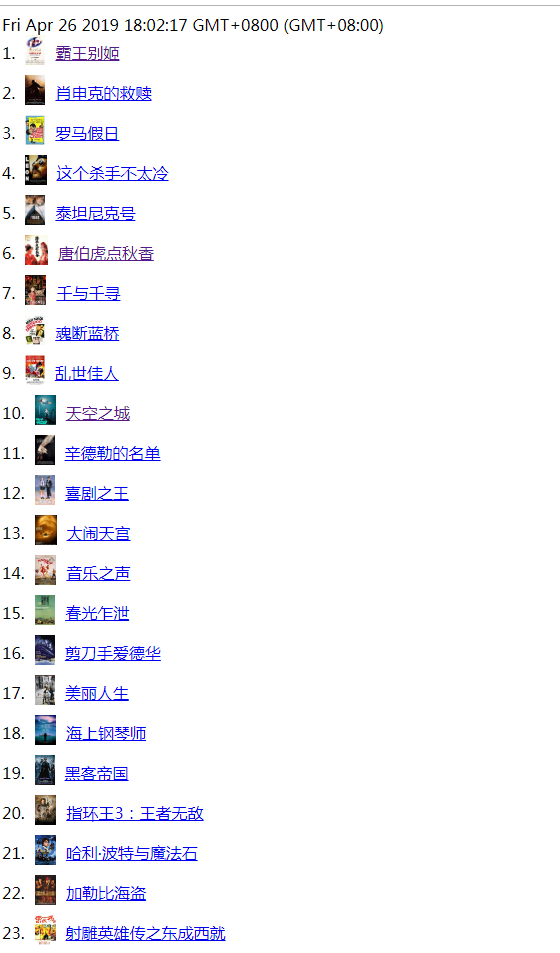 Fri Apr 26 2019 18:02:17 GMT+0800 (GMT+08:00)
1. 霸王别姬
2. 肖申克的救赎
3. 罗马假日
4. 这个杀手不太冷
5. 泰坦尼克号
6. 唐伯虎点秋香
7. 千与千寻
8. 魂断蓝桥
9. 乱世佳人
10. 天空之城
11. 辛德勒的名单
12. 喜剧之王
13. 大闹天宫
14. 音乐之声
15. 春光乍泄
16. 剪刀手爱德华
17. 美丽人生
18. 海上钢琴师
19. 黑客帝国
20. 指环王3：王者无敌
21. 哈利·波特与魔法石
22. 加勒比海盗
23. 射雕英雄传之东成西就